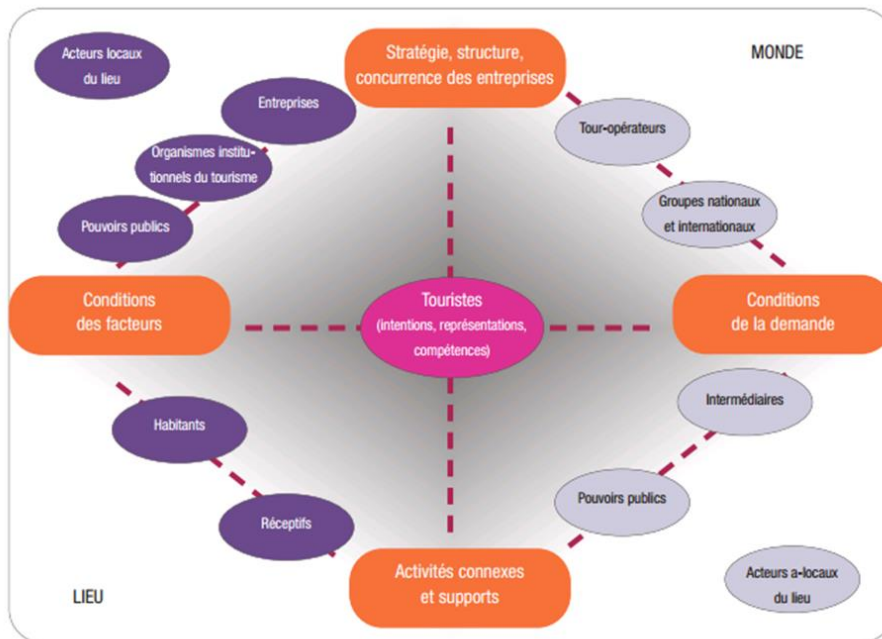 Acteurs locaux
du lieu
Stratégie, structure,
concurrence des entreprises
MONDE
Entreprises
Tour-opérateurs
Organismes institu-
tionnels du tourisme
Groupes nationaux
et internationaux
Pouvoirs publics
Conditions
des facteurs
Touristes
(intentions, représentations,
compétences)
Conditions
de la demande
Habitants
Intermédiaires
Réceptifs
Pouvoirs publics
Activités connexes
et supports
LIEU
Acteurs a-locaux
du lieu